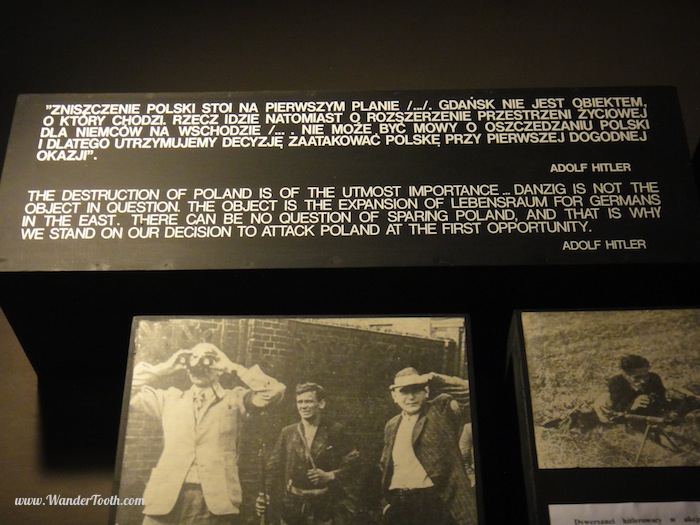 "ZNISZCZENIE POLSKI STOI NA PIERWSZYM PLANIE /.../. GDAŃSK NIE JEST OBIEKTEM,
O KTÓRY CHODZI. RZECZ IDZIE NATOMIAST O ROZSZERZENIE PRZESTRZENI ŻYCIOWEJ
DLA NIEMCÓW NA WSCHODZIE /... . NIE MOŻE BYĆ MOWY O OSZCZĘDZANIU POLSKI
I DLATEGO UTRZYMUJEMY DECYZJĘ ZAATAKOWAĆ POLSKĘ PRZY PIERWSZEJ DOGODNEJ
OKAZJI".
ADOLF HITLER
THE DESTRUCTION OF POLAND IS OF THE UTMOST IMPORTANCE ... DANZIG IS NOT THE
OBJECT IN QUESTION. THE OBJECT IS THE EXPANSION OF LEBENSRAUM FOR GERMANS
IN THE EAST. THERE CAN BE NO QUESTION OF SPARING POLAND, AND THAT IS WHY
WE STAND ON OUR DECISION TO ATTACK POLAND AT THE FIRST OPPORTUNITY.
ADOLF HITLER
www.WanderTooth.com
Dywersanci hitlerowscy w